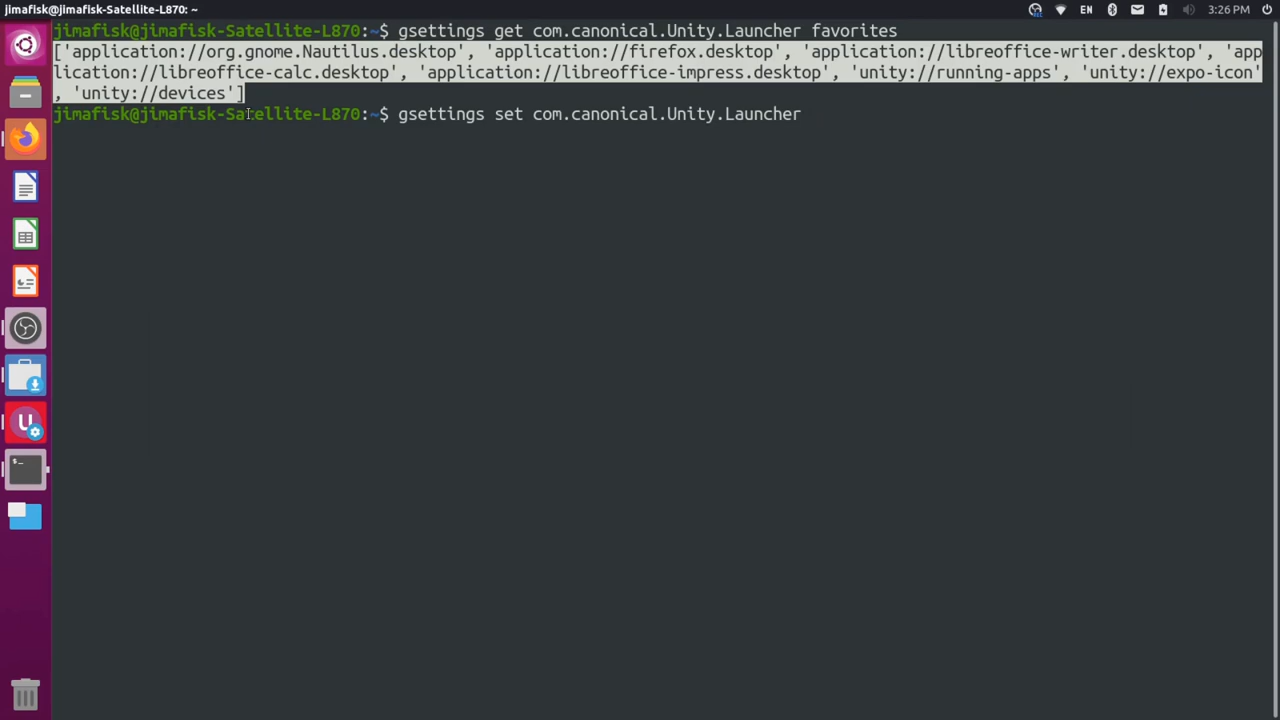 jimafisk@jimafisk-Satellite-L870: ~
EN
3:26 PM
jimafisk@jimafisk-Satellite-L870:~$ gsettings get com.canonical.Unity.Launcher favorites
['application://org.gnome.Nautilus.desktop', 'application://firefox.desktop', 'application://libreoffice-writer.desktop', 'app
lication://libreoffice-calc.desktop', 'application://libreoffice-impress.desktop', 'unity://running-apps', 'unity://expo-icon'
, 'unity://devices']
jimafisk@jimafisk-Satellite-L870:~$ gsettings set com.canonical.Unity.Launcher